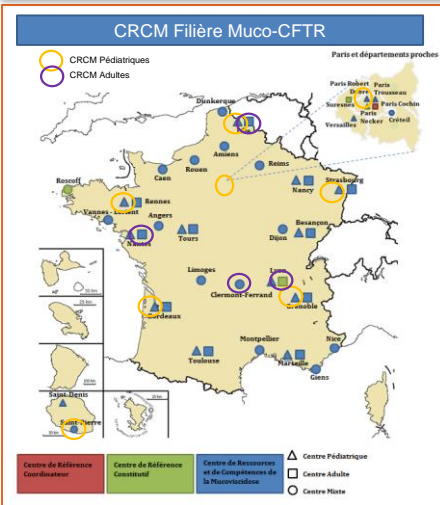 CRCM Filière Muco-CFTR
CRCM Pédiatriques
CRCM Adultes
Paris et départements proches
Paris Robert
Paris
Trousseau
Suresnes
Paris Cochin
Paris
Necker
Versailles
Créteil
Dunkerque
Amiens
Rouen
Caen
Reims
Roscoff
Rennes
Nancy
Strasbourg
Vannes - Lorient
Angers
Nantes
Tours
Besançon
Dijon
Limoges
Clermont-Ferrand
Lyon
Grenoble
Bordeaux
Montpellier
Nice
Toulouse
Marseille
Giens
Saint-Denis
Saint-Pierre
Centre de Référence
Coordinateur
Centre de Référence
Constitutif
Centre de Ressources
et de Compétences de
la Mucoviscidose
Centre Pédiatrique
Centre Adulte
Centre Mixte